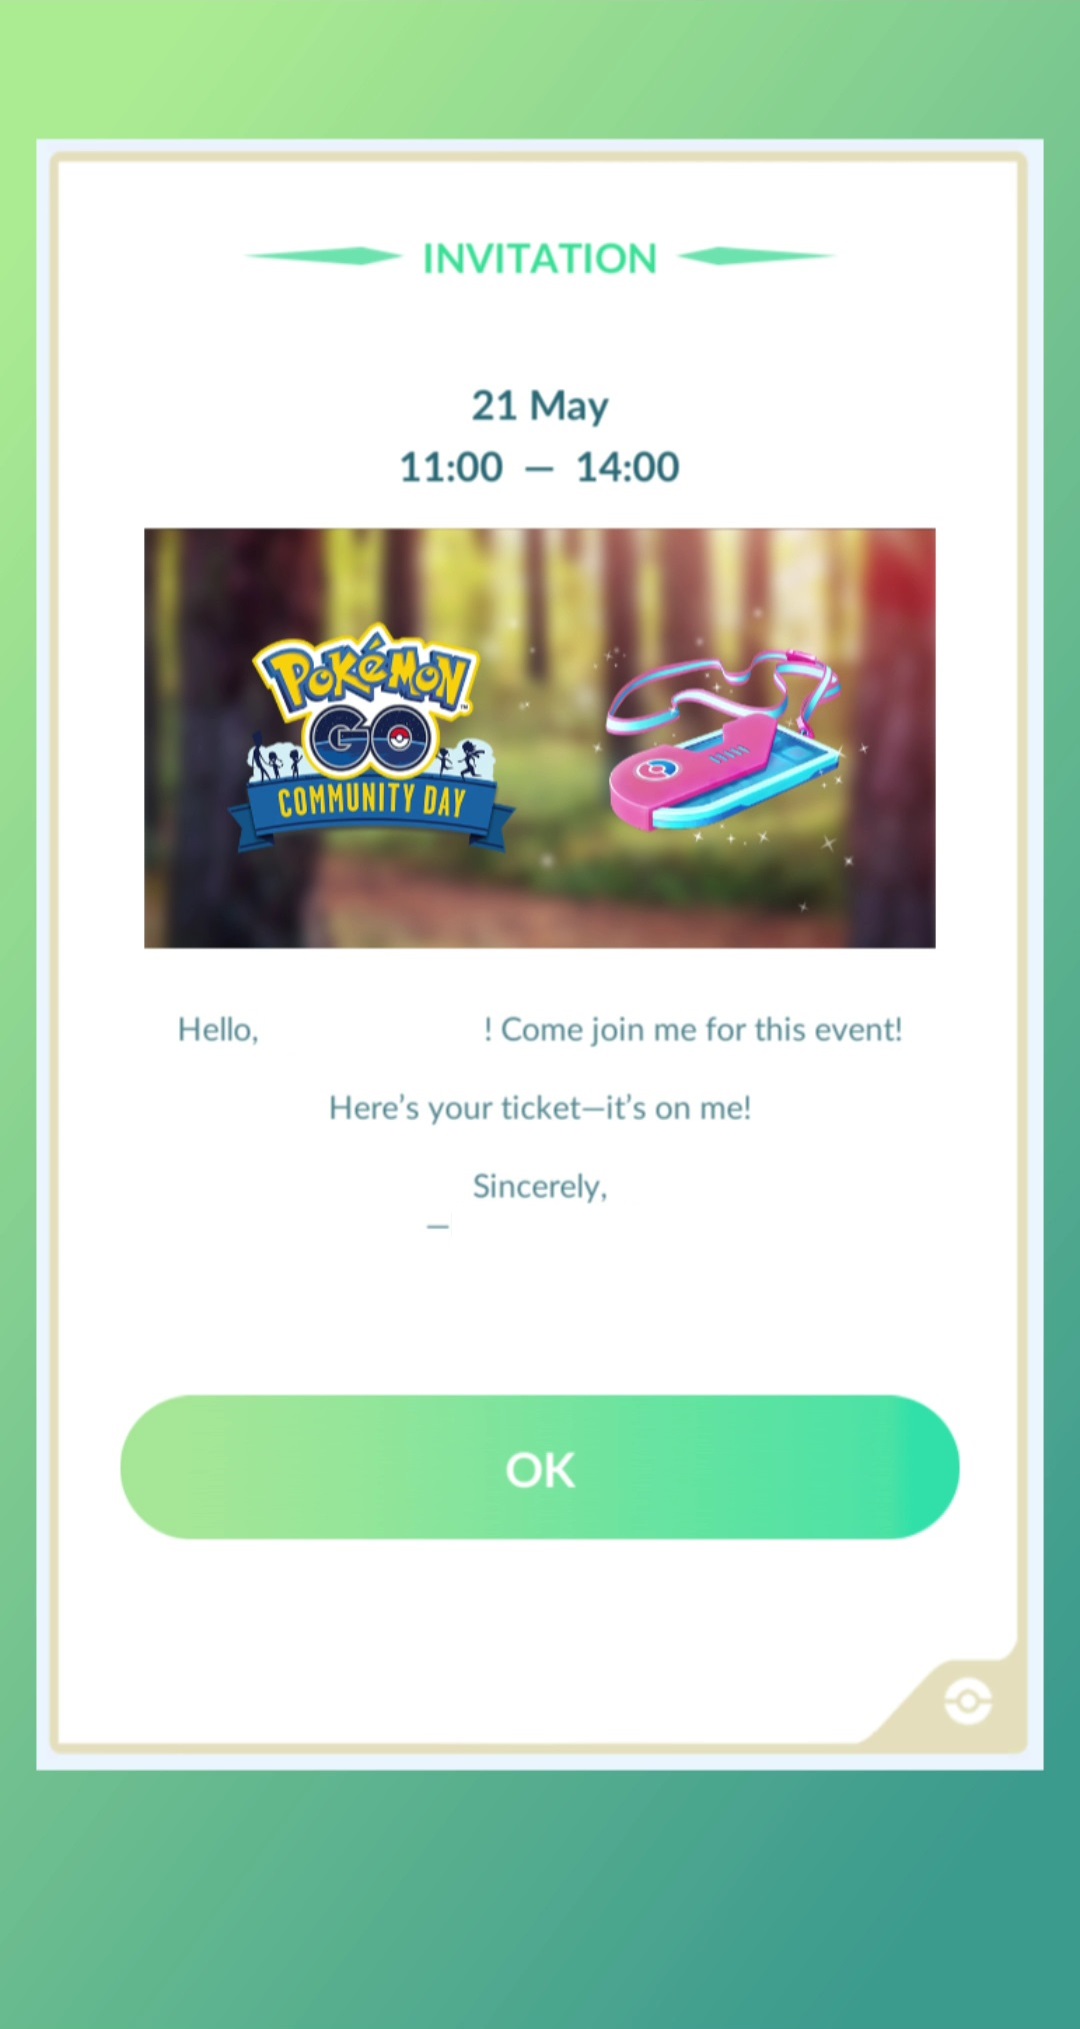 INVITATION
21 May
11:00 – 14:00
POKéMON
GO
COMMUNITY DAY
Hello, ! Come join me for this event!
Here’s your ticket—it’s on me!
Sincerely,
—
OK